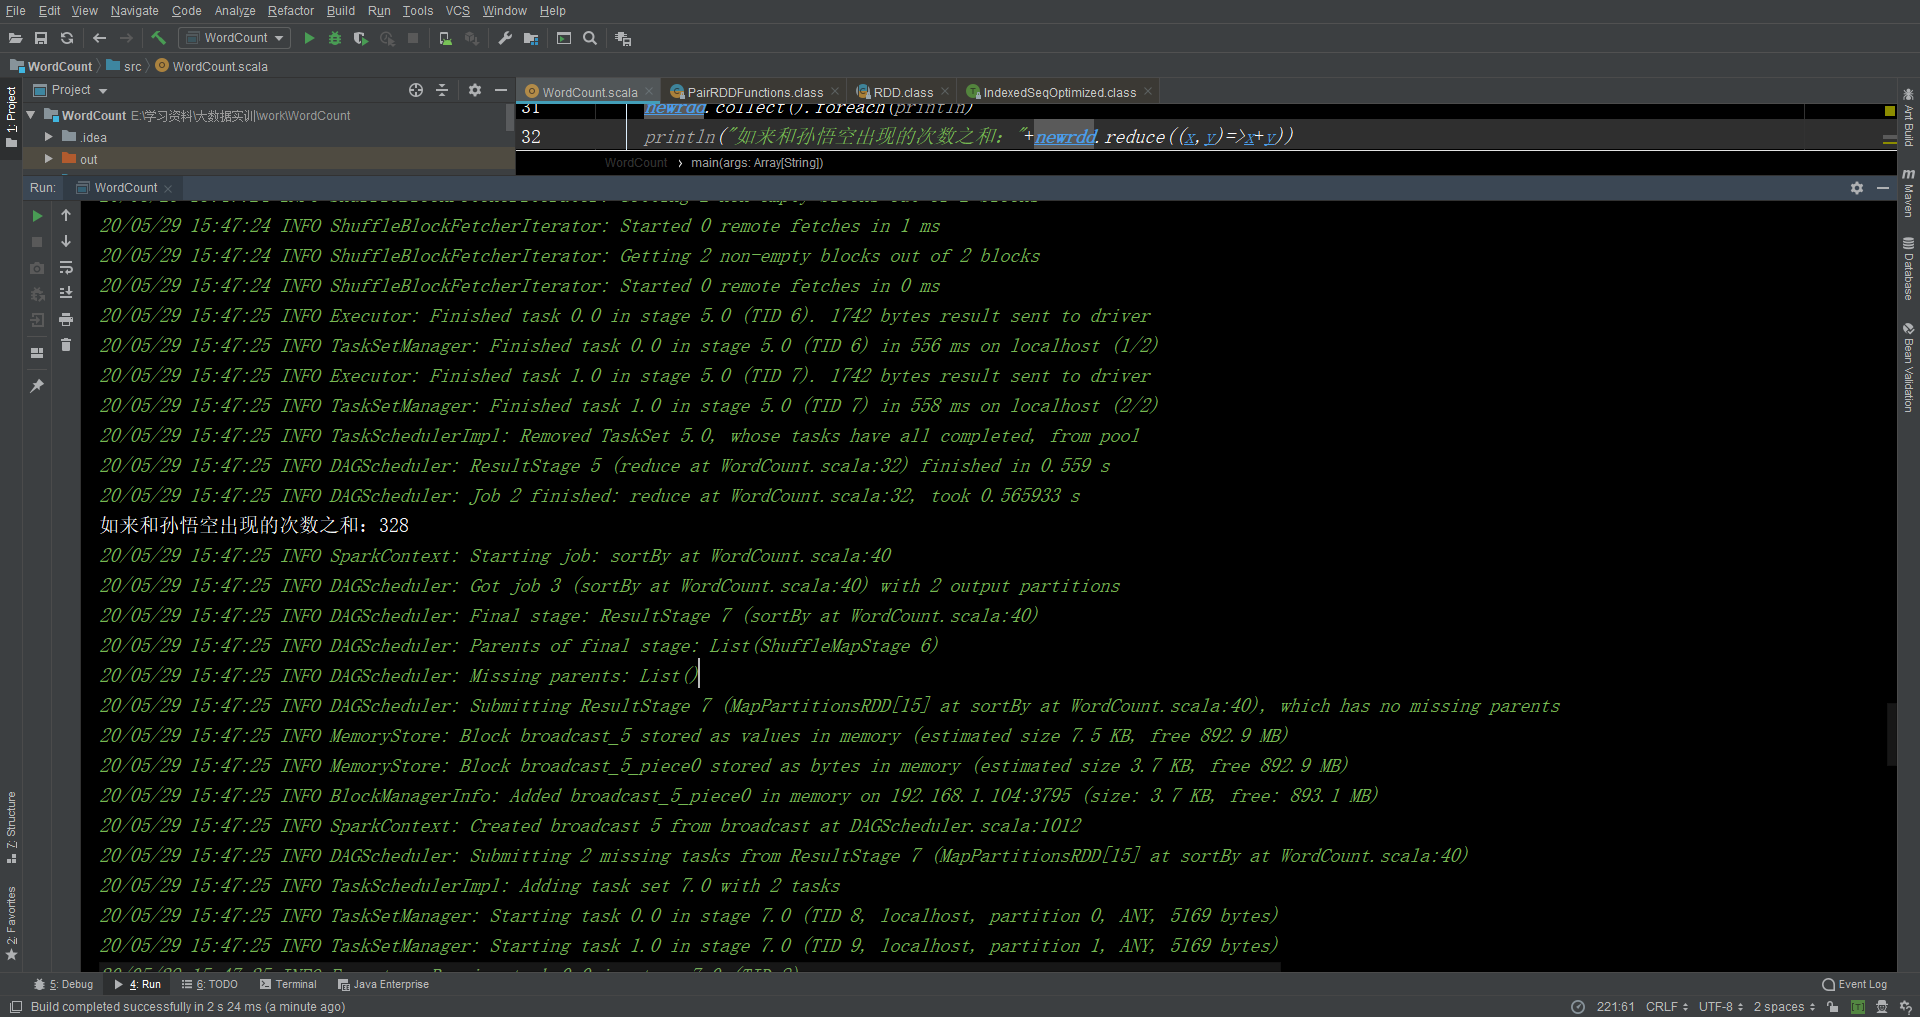 File Edit View Navigate Code Analyze Refactor Build Run Tools VCS Window Help
WordCount
WordCount src WordCount.scala
Project
WordCount.scala PairRDDFunctions.class RDD.class IndexedSeqOptimized.class
WordCount E:\学习资料\大数据实训\work\WordCount
.idea
out
31 newrdd.collect().foreach(println)
32 println("如来和孙悟空出现的次数之和："+newrdd.reduce((x,y)=>x+y))
WordCount › main(args: Array[String])
Run: WordCount
20/05/29 15:47:24 INFO ShuffleBlockFetcherIterator: Started 0 remote fetches in 1 ms
20/05/29 15:47:24 INFO ShuffleBlockFetcherIterator: Getting 2 non-empty blocks out of 2 blocks
20/05/29 15:47:24 INFO ShuffleBlockFetcherIterator: Started 0 remote fetches in 0 ms
20/05/29 15:47:25 INFO Executor: Finished task 0.0 in stage 5.0 (TID 6). 1742 bytes result sent to driver
20/05/29 15:47:25 INFO TaskSetManager: Finished task 0.0 in stage 5.0 (TID 6) in 556 ms on localhost (1/2)
20/05/29 15:47:25 INFO Executor: Finished task 1.0 in stage 5.0 (TID 7). 1742 bytes result sent to driver
20/05/29 15:47:25 INFO TaskSetManager: Finished task 1.0 in stage 5.0 (TID 7) in 558 ms on localhost (2/2)
20/05/29 15:47:25 INFO TaskSchedulerImpl: Removed TaskSet 5.0, whose tasks have all completed, from pool
20/05/29 15:47:25 INFO DAGScheduler: ResultStage 5 (reduce at WordCount.scala:32) finished in 0.559 s
20/05/29 15:47:25 INFO DAGScheduler: Job 2 finished: reduce at WordCount.scala:32, took 0.565933 s
如来和孙悟空出现的次数之和：328
20/05/29 15:47:25 INFO SparkContext: Starting job: sortBy at WordCount.scala:40
20/05/29 15:47:25 INFO DAGScheduler: Got job 3 (sortBy at WordCount.scala:40) with 2 output partitions
20/05/29 15:47:25 INFO DAGScheduler: Final stage: ResultStage 7 (sortBy at WordCount.scala:40)
20/05/29 15:47:25 INFO DAGScheduler: Parents of final stage: List(ShuffleMapStage 6)
20/05/29 15:47:25 INFO DAGScheduler: Missing parents: List()
20/05/29 15:47:25 INFO DAGScheduler: Submitting ResultStage 7 (MapPartitionsRDD[15] at sortBy at WordCount.scala:40), which has no missing parents
20/05/29 15:47:25 INFO MemoryStore: Block broadcast_5 stored as values in memory (estimated size 7.5 KB, free 892.9 MB)
20/05/29 15:47:25 INFO MemoryStore: Block broadcast_5_piece0 stored as bytes in memory (estimated size 3.7 KB, free 892.9 MB)
20/05/29 15:47:25 INFO BlockManagerInfo: Added broadcast_5_piece0 in memory on 192.168.1.104:3795 (size: 3.7 KB, free: 893.1 MB)
20/05/29 15:47:25 INFO SparkContext: Created broadcast 5 from broadcast at DAGScheduler.scala:1012
20/05/29 15:47:25 INFO DAGScheduler: Submitting 2 missing tasks from ResultStage 7 (MapPartitionsRDD[15] at sortBy at WordCount.scala:40)
20/05/29 15:47:25 INFO TaskSchedulerImpl: Adding task set 7.0 with 2 tasks
20/05/29 15:47:25 INFO TaskSetManager: Starting task 0.0 in stage 7.0 (TID 8, localhost, partition 0, ANY, 5169 bytes)
20/05/29 15:47:25 INFO TaskSetManager: Starting task 1.0 in stage 7.0 (TID 9, localhost, partition 1, ANY, 5169 bytes)
1: Project
7: Structure
2: Favorites
Ant Build
Maven
Database
Bean Validation
5: Debug 4: Run 6: TODO Terminal Java Enterprise Event Log
Build completed successfully in 2 s 24 ms (a minute ago) 221:61 CRLF UTF-8 2 spaces